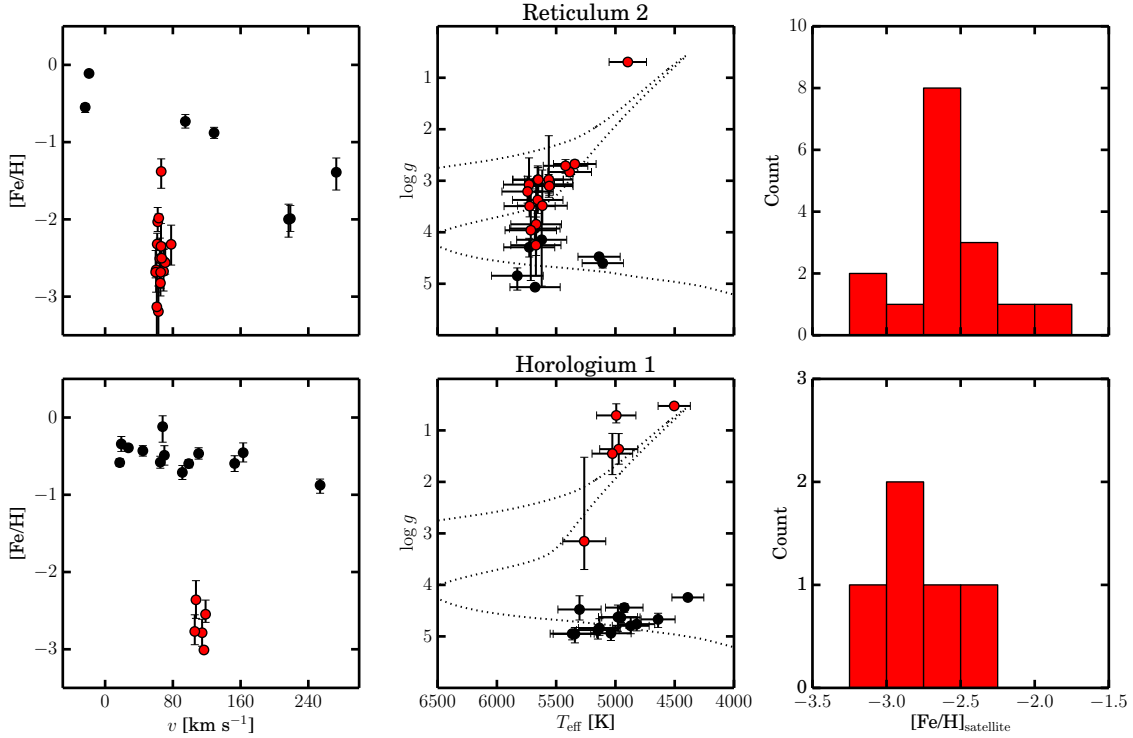 Reticulum 2
0
−1
−2
−3
[Fe/H]
1
2
3
4
5
log g
10
8
6
4
2
0
Count
Horologium 1
0
−1
−2
−3
[Fe/H]
0 80 160 240
v [km s⁻¹]
1
2
3
4
5
log g
6500 6000 5500 5000 4500 4000
T_eff [K]
3
2
1
0
Count
−3.5 −3.0 −2.5 −2.0 −1.5
[Fe/H]_satellite